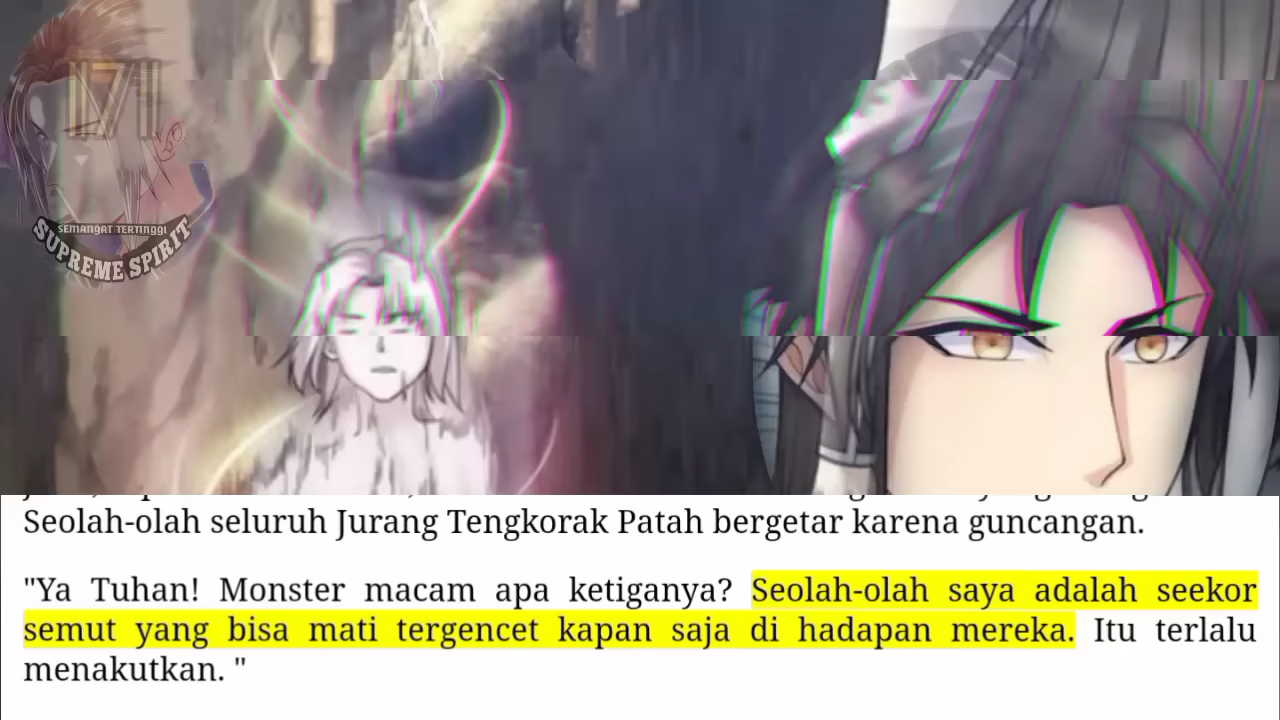 SEMANGAT TERTINGGI
SUPREME SPIRIT
Seolah-olah seluruh Jurang Tengkorak Patah bergetar karena guncangan.
"Ya Tuhan! Monster macam apa ketiganya? Seolah-olah saya adalah seekor
semut yang bisa mati tergencet kapan saja di hadapan mereka. Itu terlalu
menakutkan. "